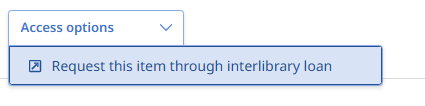 Access options
Request this item through interlibrary loan